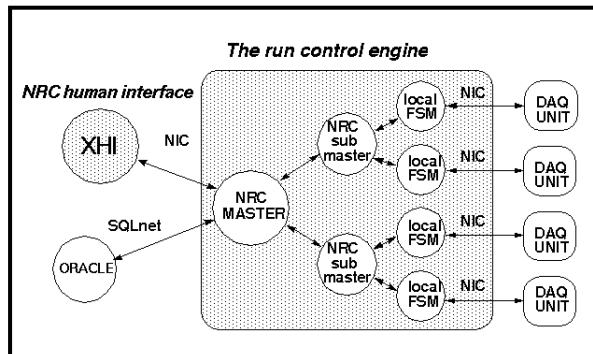 The run control engine
NRC human interface
XHI
NIC
SQLnet
ORACLE
NRC
MASTER
NRC
sub
master
NRC
sub
master
local
FSM
local
FSM
local
FSM
local
FSM
NIC
NIC
NIC
NIC
DAQ
UNIT
DAQ
UNIT
DAQ
UNIT
DAQ
UNIT